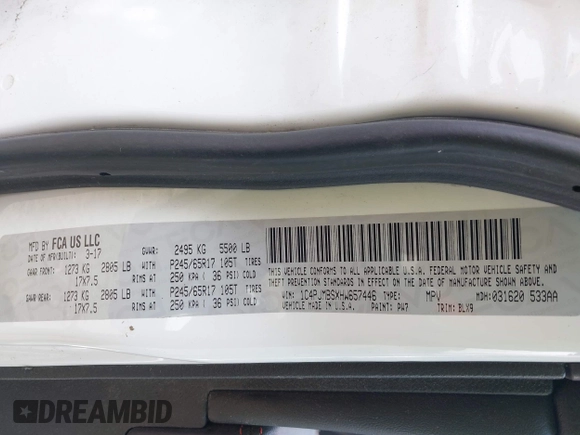 MFD BY FCA US LLC
DATE OF MFR(BUILT): 3-17
GVWR: 2495 KG 5500 LB
GAWR FRONT: 1273 KG 2805 LB WITH P245/65R17 105T TIRES
17X7.5 RIMS AT 250 KPA ( 36 PSI) COLD
GAWR REAR: 1273 KG 2805 LB WITH P245/65R17 105T TIRES
17X7.5 RIMS AT 250 KPA ( 36 PSI) COLD
THIS VEHICLE CONFORMS TO ALL APPLICABLE U.S.A. FEDERAL MOTOR VEHICLE SAFETY AND
THEFT PREVENTION STANDARDS IN EFFECT ON THE DATE OF MANUFACTURE SHOWN ABOVE.
VIN: 1C4PJMBSXHW657446 TYPE: MPV MDH: 031620 533AA
VEHICLE MADE IN U.S.A. PAINT: PW7 TRIM: BLX9
DREAMBID